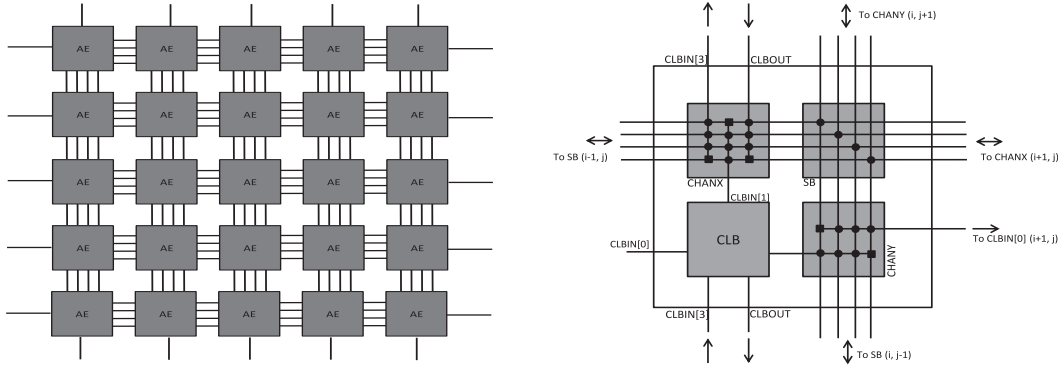 AE AE AE AE AE
AE AE AE AE AE
AE AE AE AE AE
AE AE AE AE AE
AE AE AE AE AE
To CHANY (i, j+1)
CLBIN[3] CLBOUT
To SB (i-1, j)
To CHANX (i+1, j)
CHANX SB
CLBIN[1]
CLBIN[0] CLB
To CLBIN[0] (i+1, j)
CHANY
CLBIN[3] CLBOUT
To SB (i, j-1)